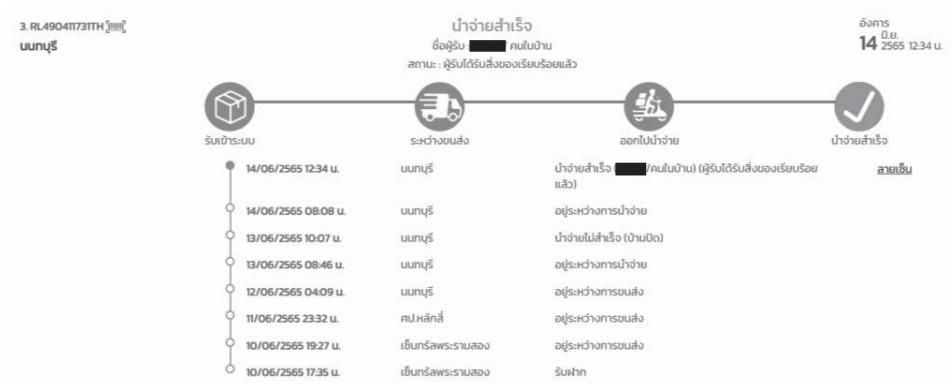 3. RL490411731TH
นนทบุรี
นำจ่ายสำเร็จ
ชื่อผู้รับ : / คนในบ้าน
สถานะ : ผู้รับได้รับสิ่งของเรียบร้อยแล้ว
อังคาร
14 มิ.ย. 2565 12:34 น.
รับเข้าระบบ
ระหว่างขนส่ง
ออกไปนำจ่าย
นำจ่ายสำเร็จ
14/06/2565 12:34 น. นนทบุรี นำจ่ายสำเร็จ ( /คนในบ้าน) (ผู้รับได้รับสิ่งของเรียบร้อย ลายเซ็น
แล้ว)
14/06/2565 08:08 น. นนทบุรี อยู่ระหว่างการนำจ่าย
13/06/2565 10:07 น. นนทบุรี นำจ่ายไม่สำเร็จ (บ้านปิด)
13/06/2565 08:46 น. นนทบุรี อยู่ระหว่างการนำจ่าย
12/06/2565 04:09 น. นนทบุรี อยู่ระหว่างการขนส่ง
11/06/2565 23:32 น. ศป.หลักสี่ อยู่ระหว่างการขนส่ง
10/06/2565 19:27 น. เซ็นทรัลพระรามสอง อยู่ระหว่างการขนส่ง
10/06/2565 17:35 น. เซ็นทรัลพระรามสอง รับฝาก